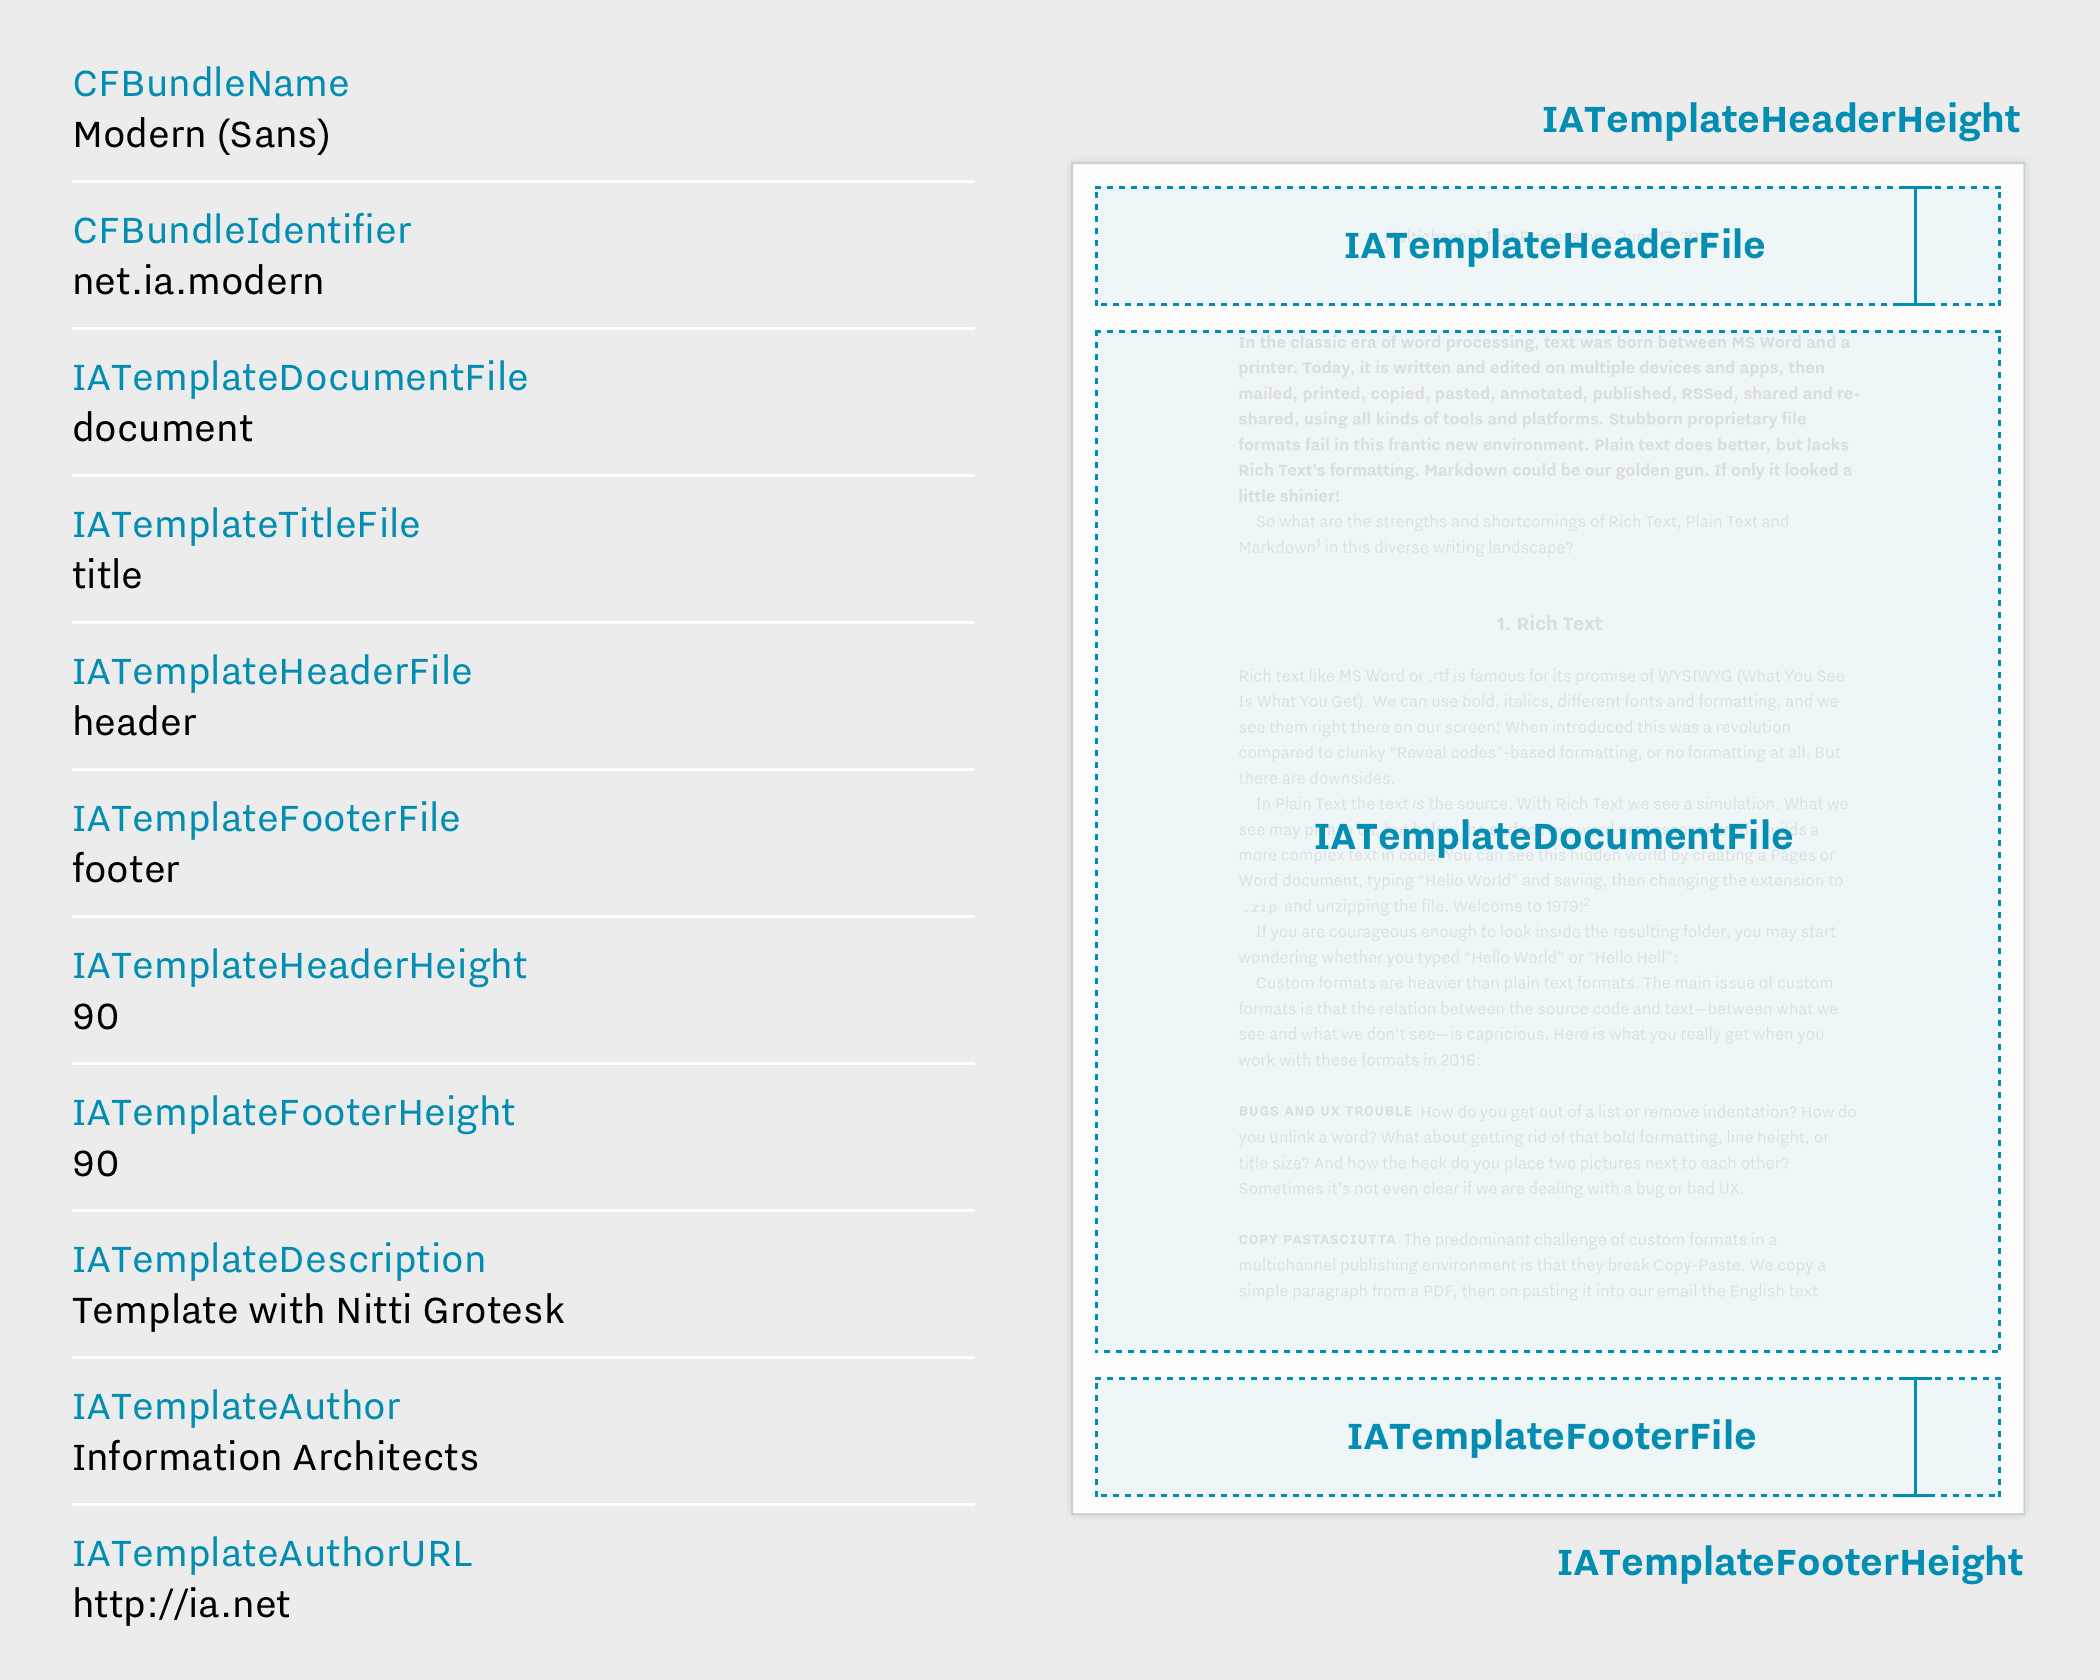 CFBundleName
Modern (Sans)
CFBundleIdentifier
net.ia.modern
IATemplateDocumentFile
document
IATemplateTitleFile
title
IATemplateHeaderFile
header
IATemplateFooterFile
footer
IATemplateHeaderHeight
90
IATemplateFooterHeight
90
IATemplateDescription
Template with Nitti Grotesk
IATemplateAuthor
Information Architects
IATemplateAuthorURL
http://ia.net
IATemplateHeaderHeight
IATemplateHeaderFile
In the classic era of word processing, text was born between MS Word and a
printer. Today, it is written and edited on multiple devices and apps, then
mailed, printed, copied, pasted, annotated, published, RSSed, shared and re-
shared, using all kinds of tools and platforms. Stubborn proprietary file
formats fail in this frantic new environment. Plain text does better, but lacks
Rich Text's formatting. Markdown could be our golden gun. If only it looked a
little shinier!
So what are the strengths and shortcomings of Rich Text, Plain Text and
Markdown¹ in this diverse writing landscape?
1. Rich Text
Rich text like MS Word or .rtf is famous for its promise of WYSIWYG (What You See
Is What You Get). We can use bold, italics, different fonts and formatting, and we
see them right there on our screen! When introduced this was a revolution
compared to clunky “Reveal codes”-based formatting, or no formatting at all. But
there are downsides.
In Plain Text the text is the source. With Rich Text we see a simulation. What we
see may a
IATemplateDocumentFile
more complex text in code. You can see this hidden world by creating a Pages or
Word document, typing “Hello World” and saving, then changing the extension to
.zip and unzipping the file. Welcome to 1979!²
If you are courageous enough to look inside the resulting folder, you may start
wondering whether you typed “Hello World” or “Hello Hell”:
Custom formats are heavier than plain text formats. The main issue of custom
formats is that the relation between the source code and text—between what we
see and what we don't see—is capricious. Here is what you really get when you
work with these formats in 2016:
BUGS AND UX TROUBLE How do you get out of a list or remove indentation? How do
you unlink a word? What about getting rid of that bold formatting, line height, or
title size? And how the heck do you place two pictures next to each other?
Sometimes it's not even clear if we are dealing with a bug or bad UX.
COPY PASTASCIUTTA The predominant challenge of custom formats in a
multichannel publishing environment is that they break Copy-Paste. We copy a
simple paragraph from a PDF, then on pasting it into our email the English text
IATemplateFooterFile
IATemplateFooterHeight